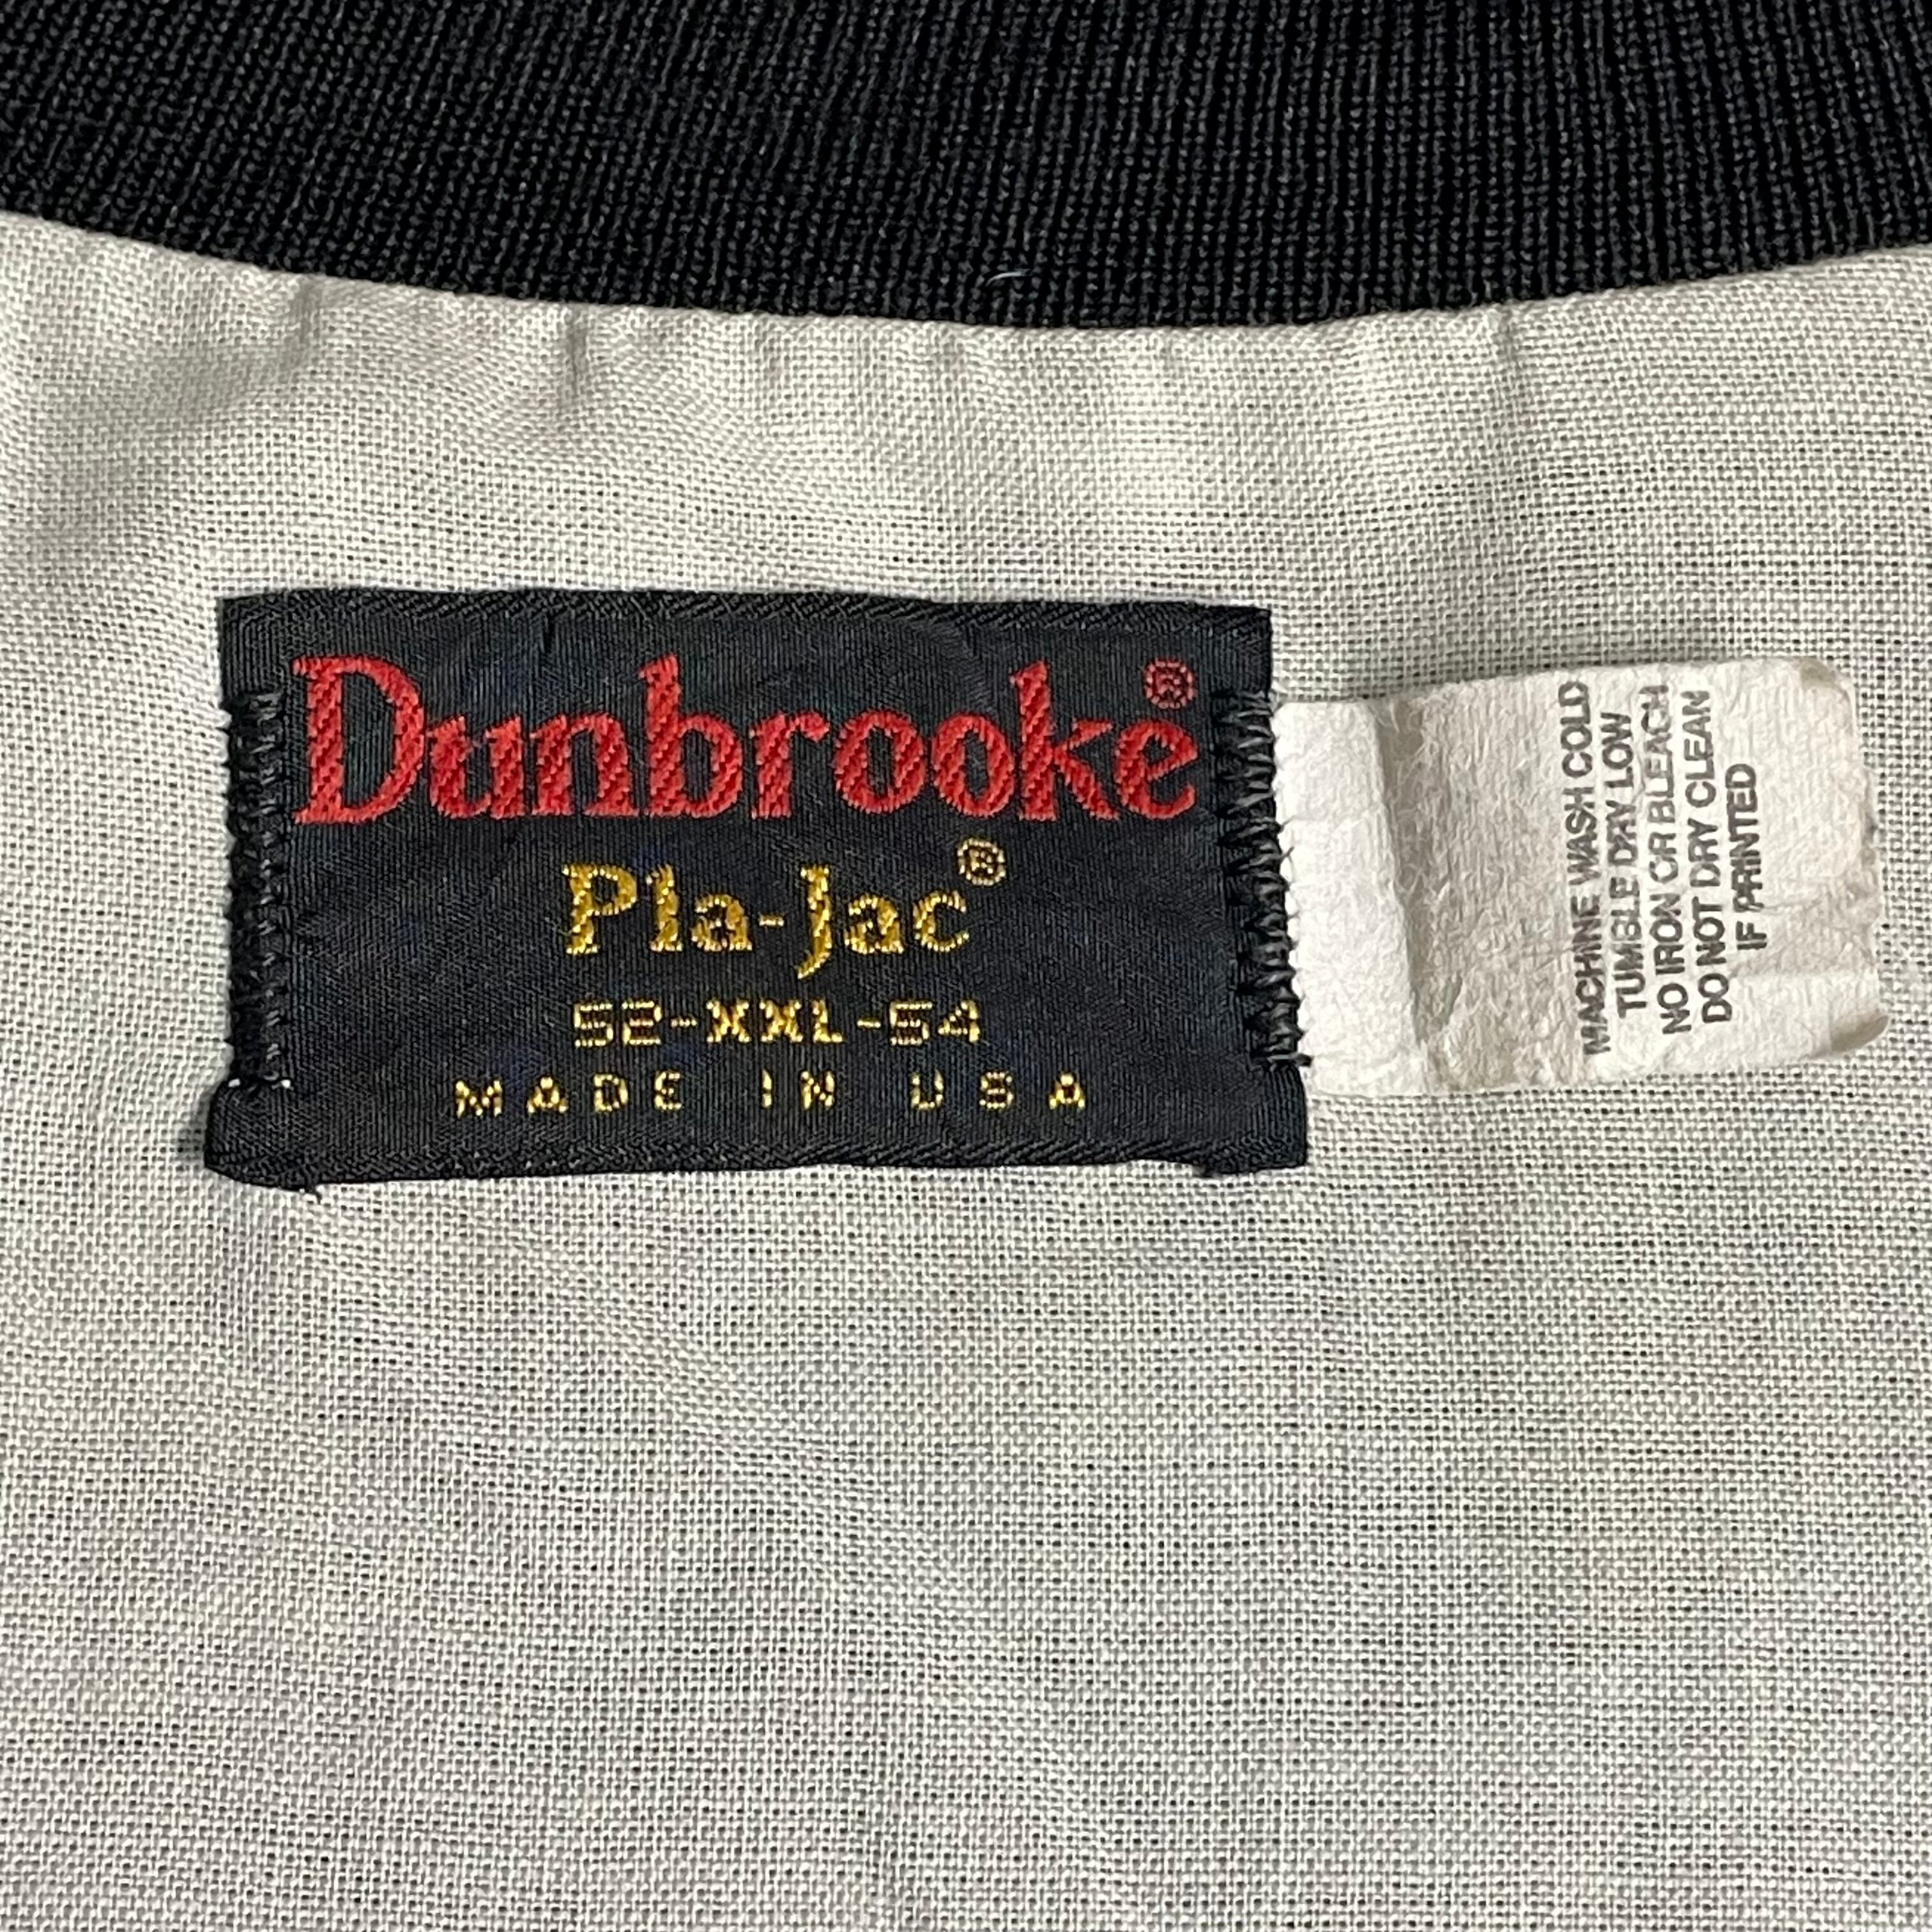 Dunbrooke®
Pla-Jac®
52-XXL-54
MADE IN USA
MACHINE WASH COLD
TUMBLE DRY LOW
NO IRON OR BLEACH
DO NOT DRY CLEAN
IF PRINTED